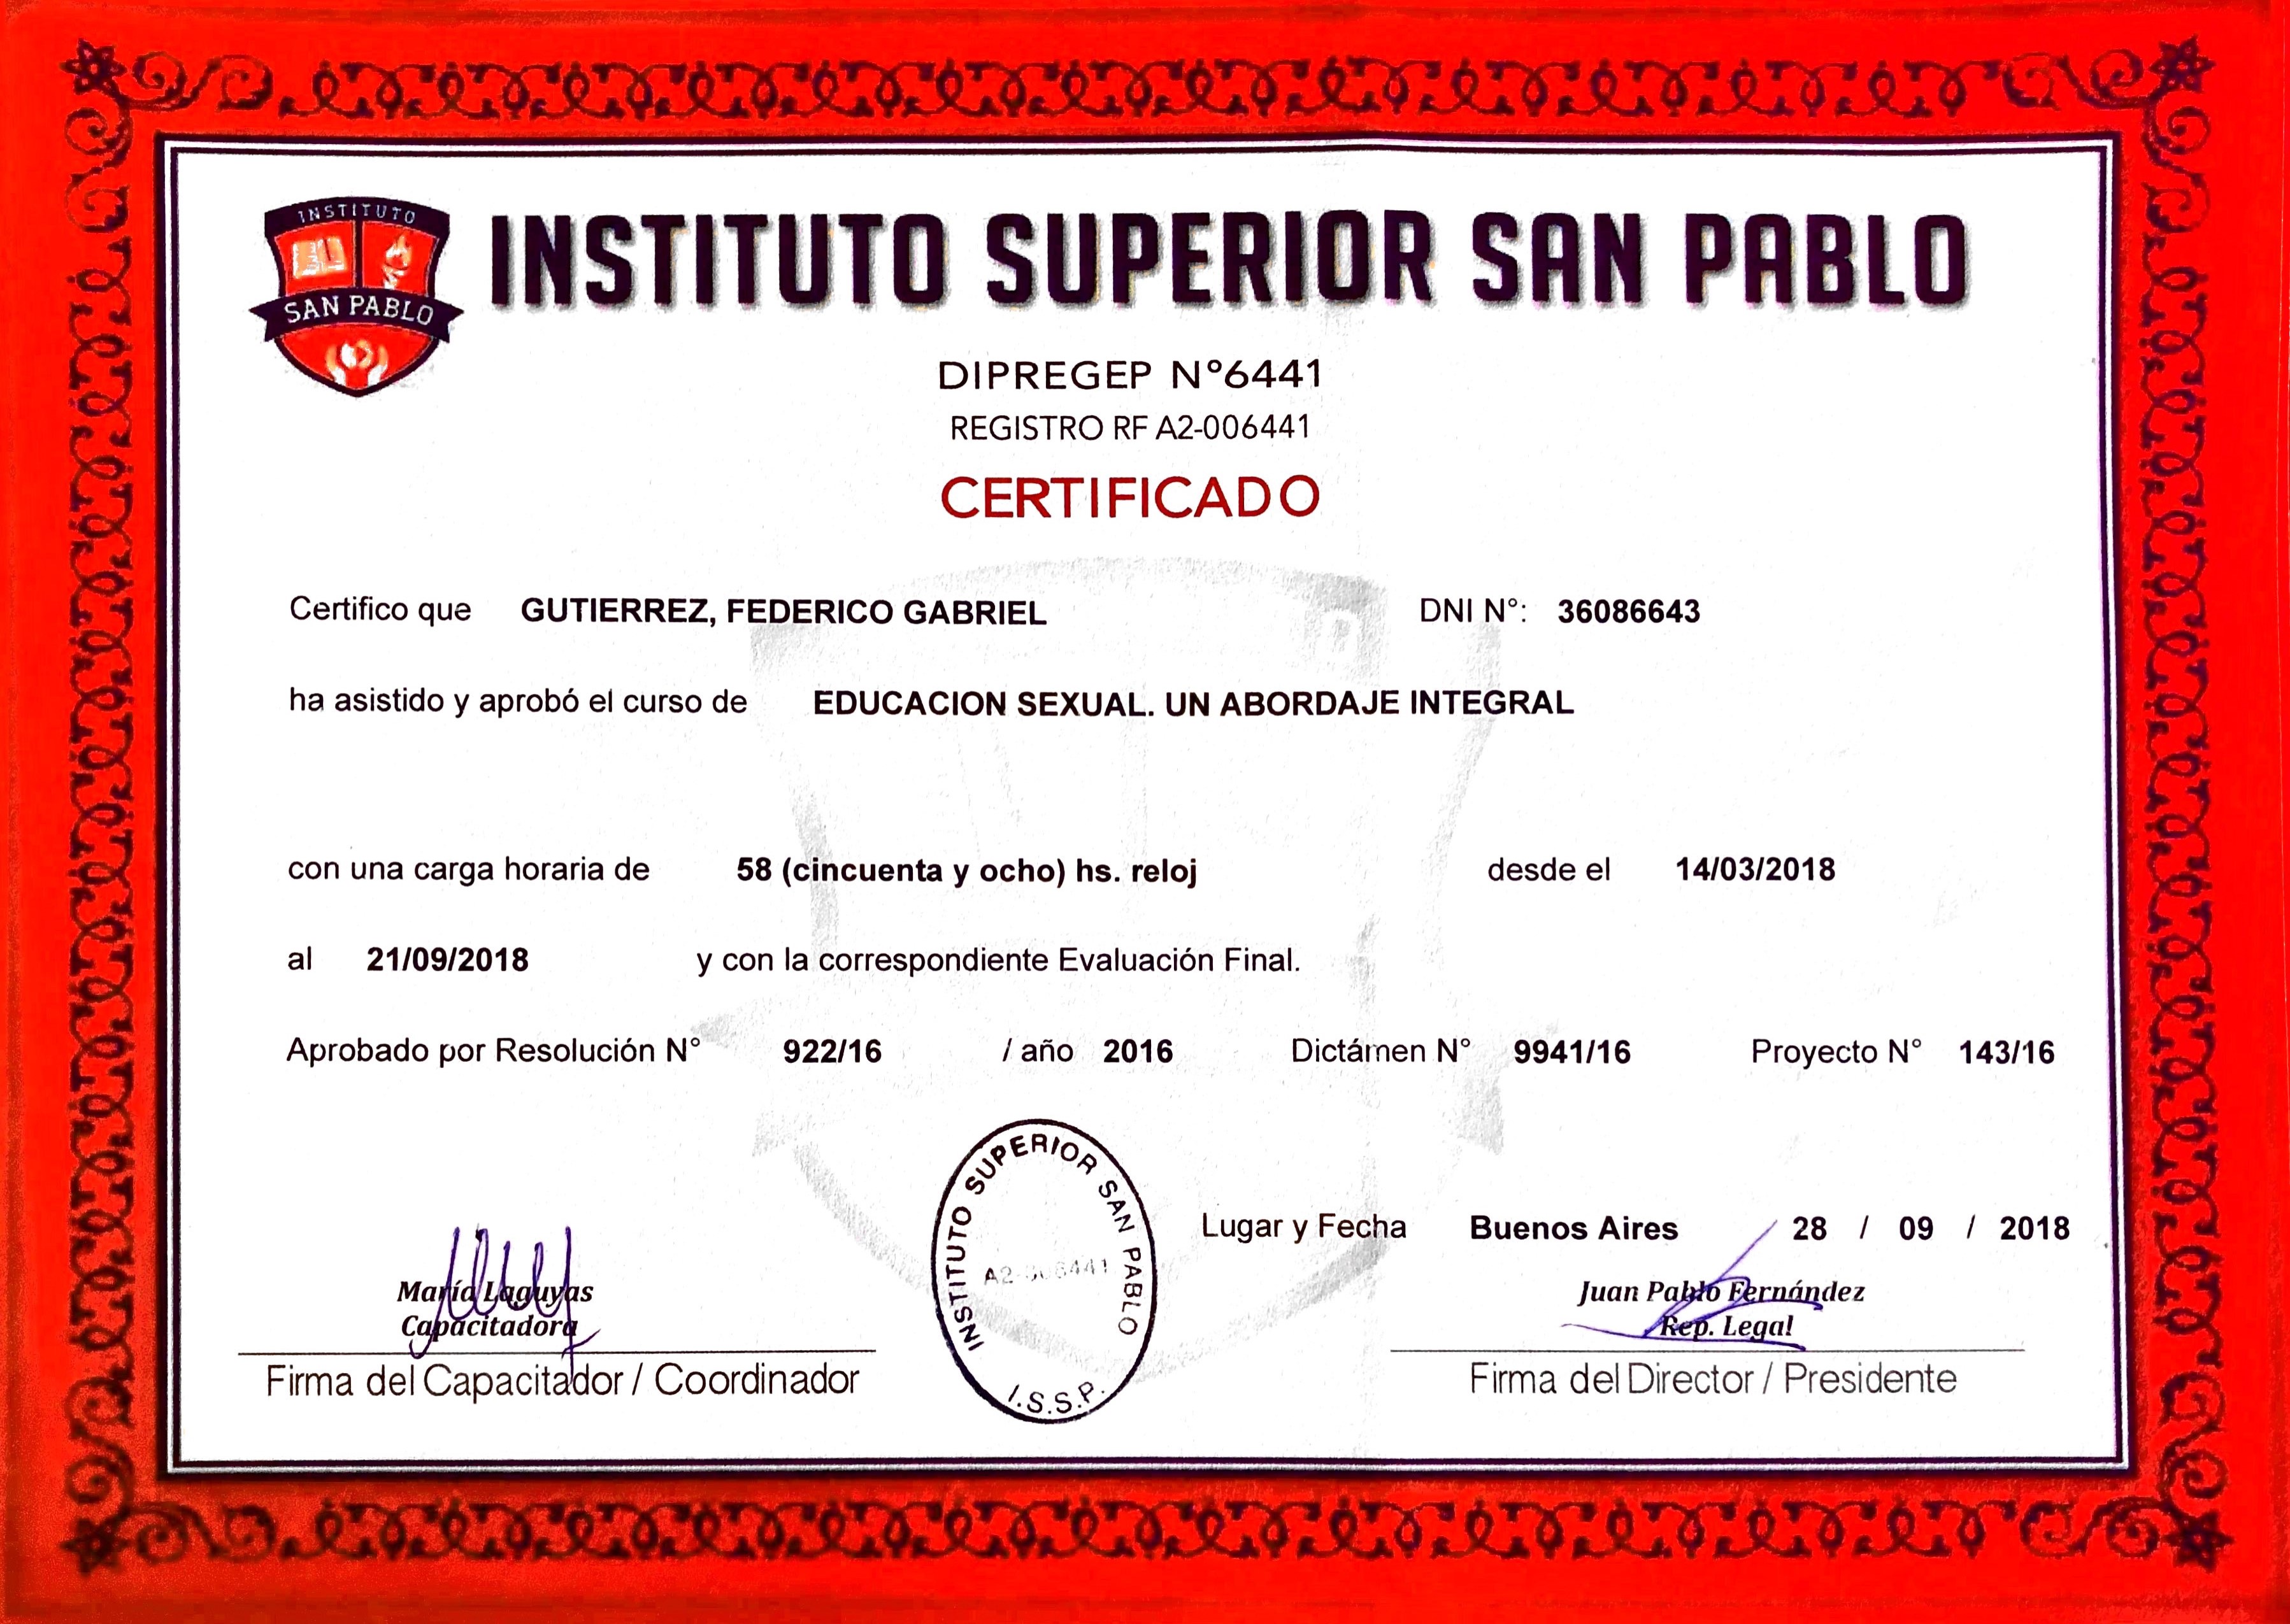 INSTITUTO
SAN PABLO
INSTITUTO SUPERIOR SAN PABLO
DIPREGEP N°6441
REGISTRO RF A2-006441
CERTIFICADO
Certifico que GUTIERREZ, FEDERICO GABRIEL DNI N°: 36086643
ha asistido y aprobó el curso de EDUCACION SEXUAL. UN ABORDAJE INTEGRAL
con una carga horaria de 58 (cincuenta y ocho) hs. reloj desde el 14/03/2018
al 21/09/2018 y con la correspondiente Evaluación Final.
Aprobado por Resolución N° 922/16 / año 2016 Dictámen N° 9941/16 Proyecto N° 143/16
INSTITUTO SUPERIOR SAN PABLO
I.S.S.P.
Lugar y Fecha Buenos Aires 28 / 09 / 2018
María Laguyas
Capacitadora
Firma del Capacitador / Coordinador
Juan Pablo Fernández
Rep. Legal
Firma del Director / Presidente